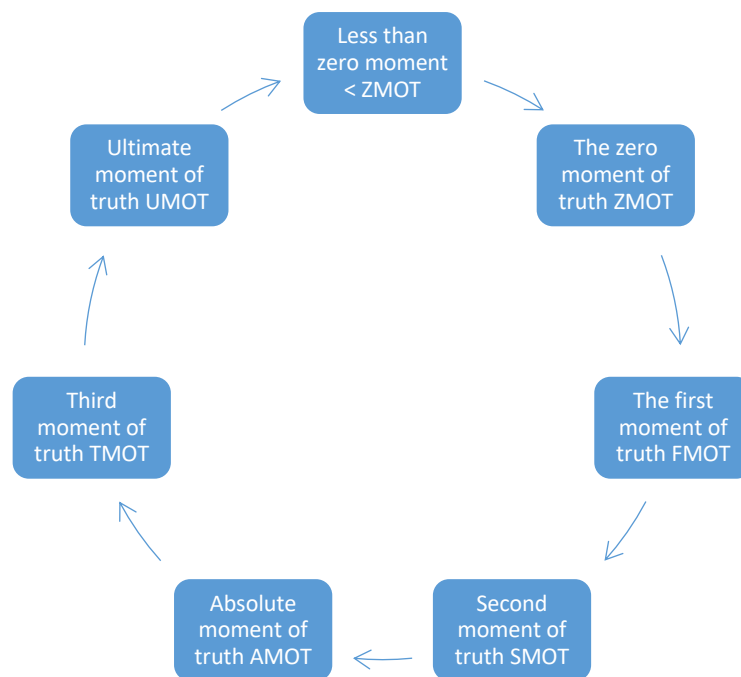 Less than
zero moment
< ZMOT
The zero
moment of
truth ZMOT
The first
moment of
truth FMOT
Second
moment of
truth SMOT
Absolute
moment of
truth AMOT
Third
moment of
truth TMOT
Ultimate
moment of
truth UMOT